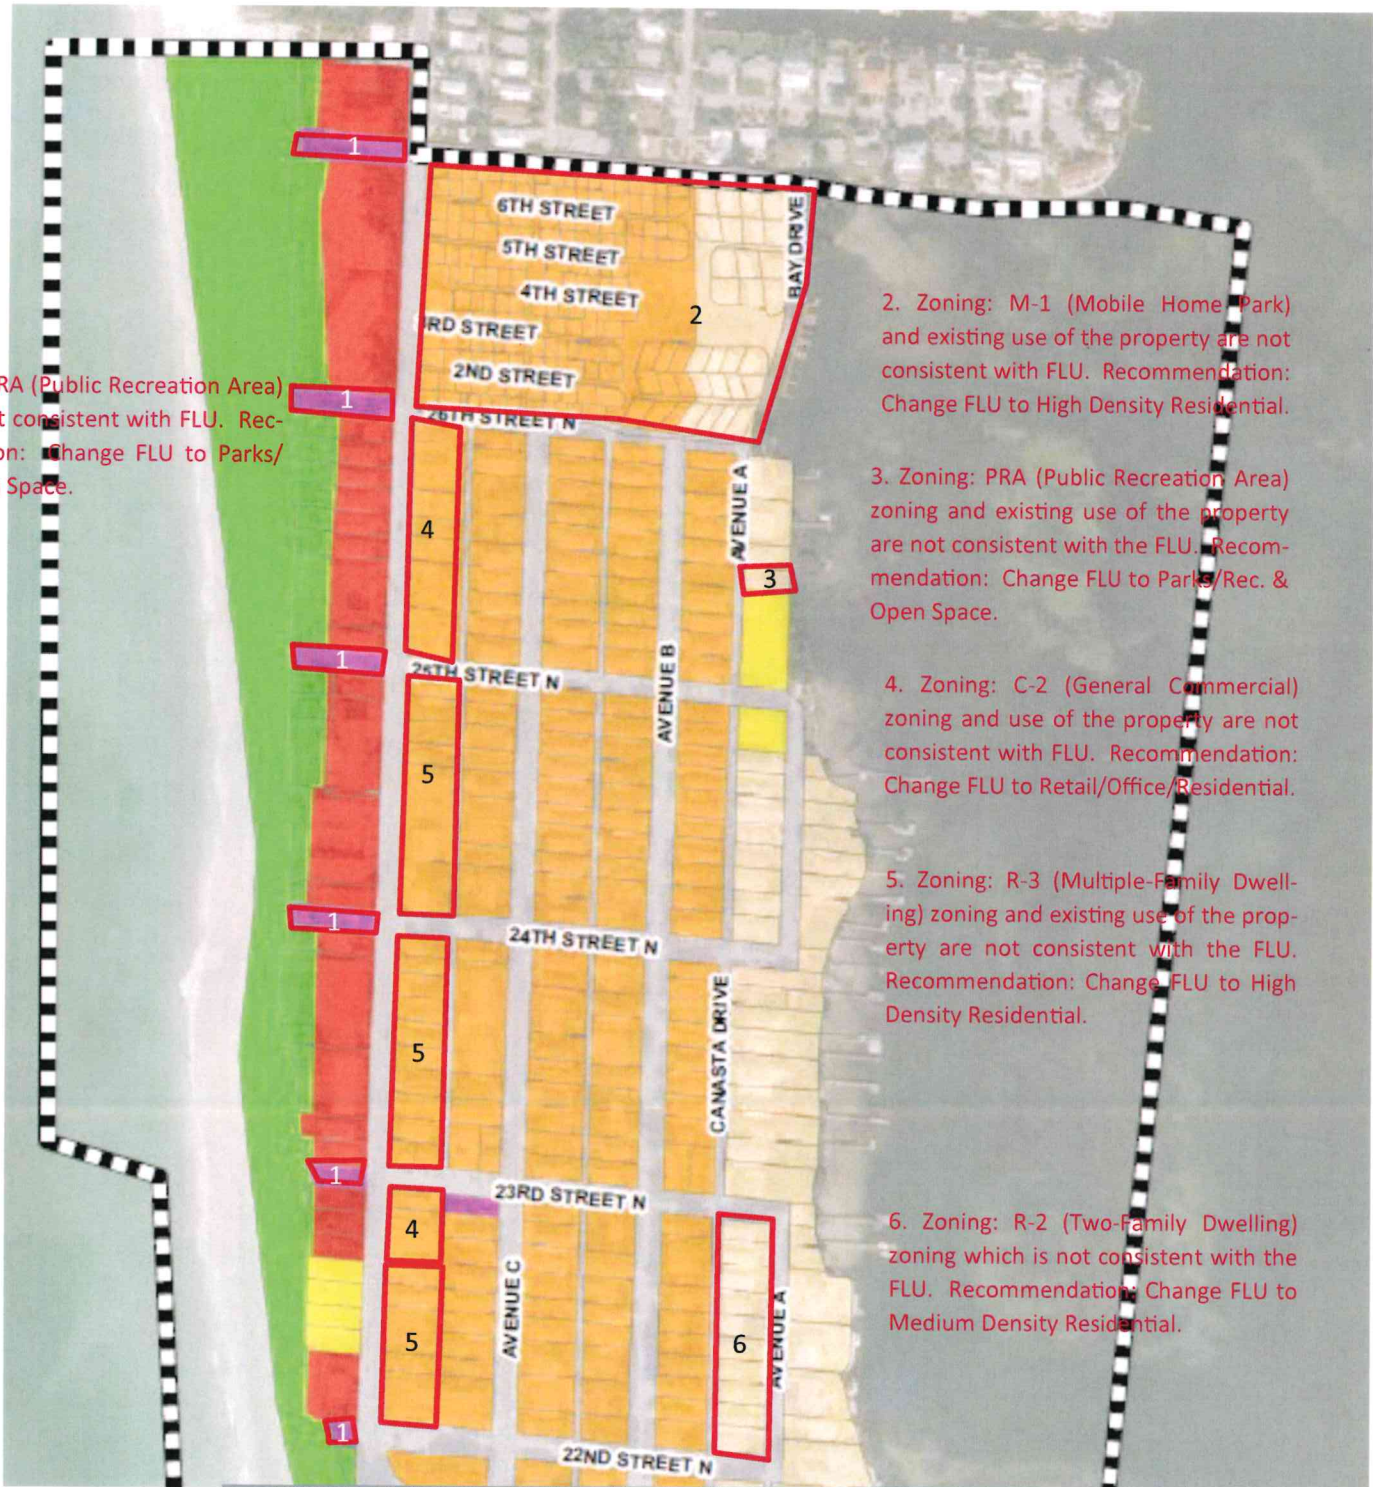 1
6TH STREET
5TH STREET
4TH STREET
RD STREET
2ND STREET
BAY DRIVE
2
26TH STREET N
RA (Public Recreation Area)
t consistent with FLU. Rec-
on: Change FLU to Parks/
Space.
1
2. Zoning: M-1 (Mobile Home Park)
and existing use of the property are not
consistent with FLU. Recommendation:
Change FLU to High Density Residential.
4
AVENUE A
3
3. Zoning: PRA (Public Recreation Area)
zoning and existing use of the property
are not consistent with the FLU. Recom-
mendation: Change FLU to Parks/Rec. &
Open Space.
1
25TH STREET N
AVENUE B
4. Zoning: C-2 (General Commercial)
zoning and use of the property are not
consistent with FLU. Recommendation:
Change FLU to Retail/Office/Residential.
5
1
24TH STREET N
5. Zoning: R-3 (Multiple-Family Dwell-
ing) zoning and existing use of the prop-
erty are not consistent with the FLU.
Recommendation: Change FLU to High
Density Residential.
5
CANASTA DRIVE
1
23RD STREET N
4
6. Zoning: R-2 (Two-Family Dwelling)
zoning which is not consistent with the
FLU. Recommendation: Change FLU to
Medium Density Residential.
5
AVENUE C
6
AVENUE A
1
22ND STREET N